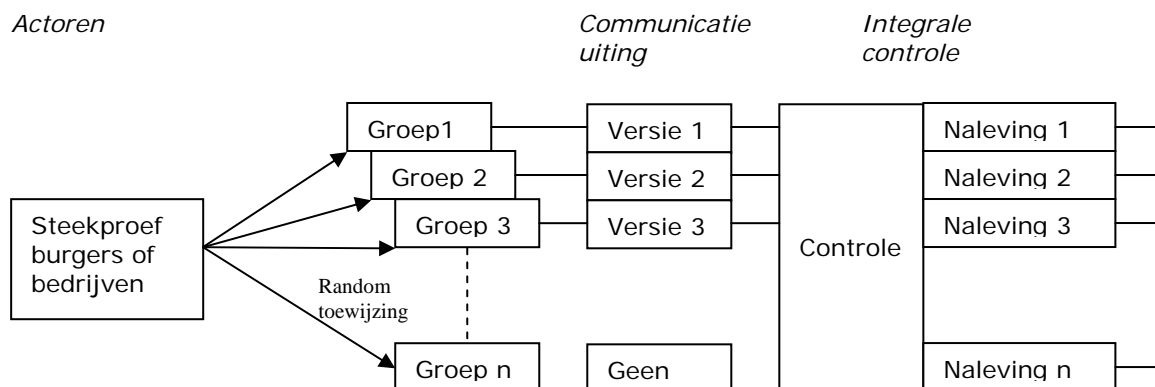 Actoren
Communicatie
uiting
Integrale
controle
Groep1
Versie 1
Naleving 1
Groep 2
Versie 2
Naleving 2
Steekproef
burgers of
bedrijven
Groep 3
Versie 3
Naleving 3
Controle
Random
toewijzing
Groep n
Geen
Naleving n